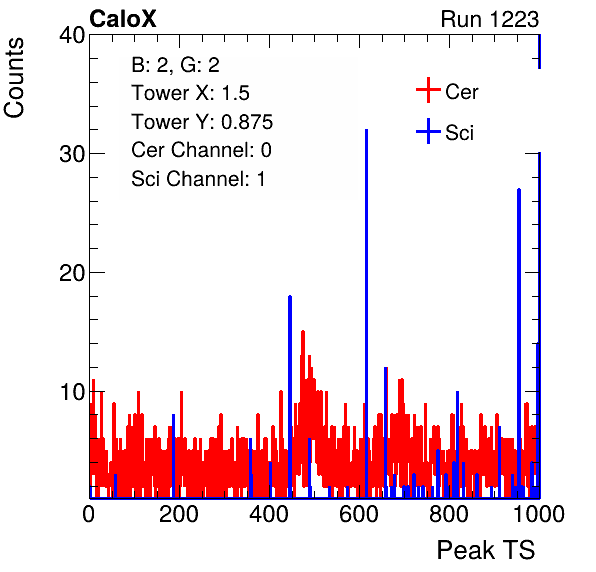 CaloX Run 1223
Counts
40
30
20
10
B: 2, G: 2
Tower X: 1.5
Tower Y: 0.875
Cer Channel: 0
Sci Channel: 1
Cer
Sci
0 200 400 600 800 1000
Peak TS